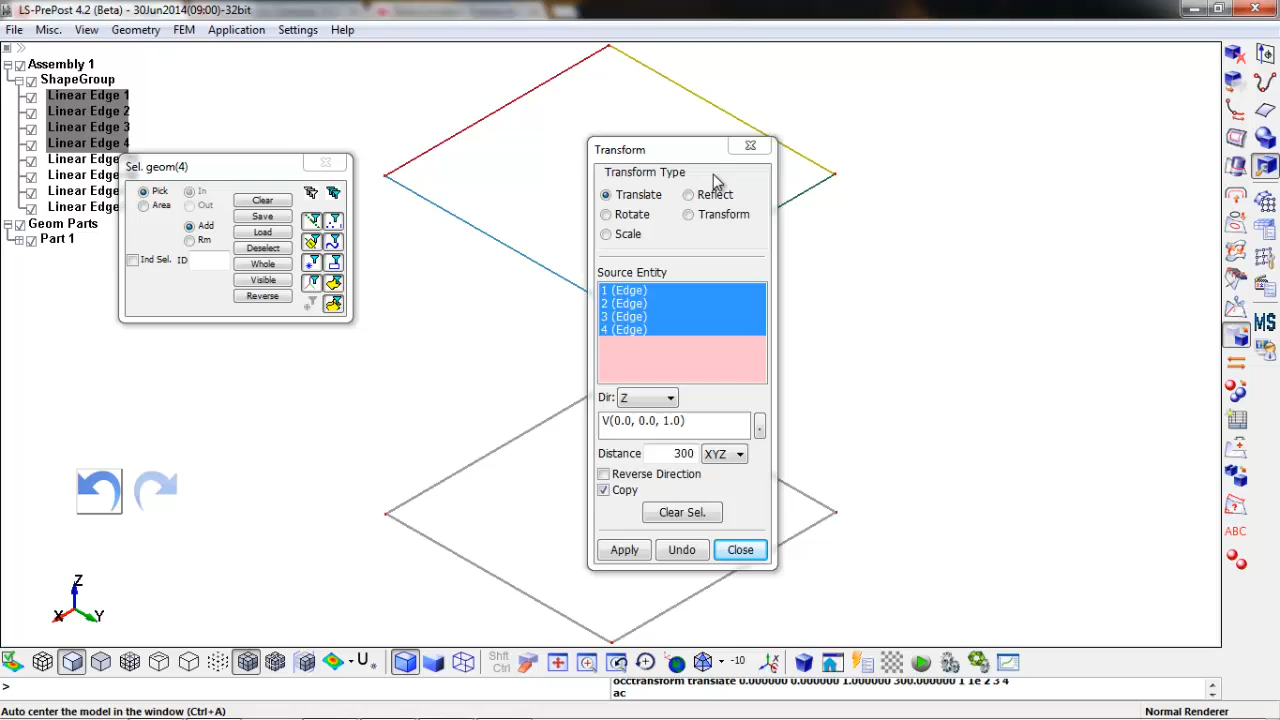 LS-PrePost 4.2 (Beta) - 30Jun2014(09:00)-32bit
File Misc. View Geometry FEM Application Settings Help
Assembly 1
ShapeGroup
Linear Edge 1
Linear Edge 2
Linear Edge 3
Linear Edge 4
Linear Edge
Linear Edge
Linear Edge
Linear Edge
Geom Parts
Part 1
Sel. geom(4)
Pick In
Area Out
Add
Rm
Ind Sel. ID
Clear
Save
Load
Deselect
Whole
Visible
Reverse
Transform
Transform Type
Translate Reflect
Rotate Transform
Scale
Source Entity
1 (Edge)
2 (Edge)
3 (Edge)
4 (Edge)
Dir: Z
V(0.0, 0.0, 1.0)
.
Distance 300 XYZ
Reverse Direction
Copy
Clear Sel.
Apply Undo Close
Z
X Y
MS
ABC
Shft
Ctrl
-10
>
occtransform translate 0.000000 0.000000 1.000000 300.000000 1 1e 2 3 4
ac
Auto center the model in the window (Ctrl+A)
Normal Renderer